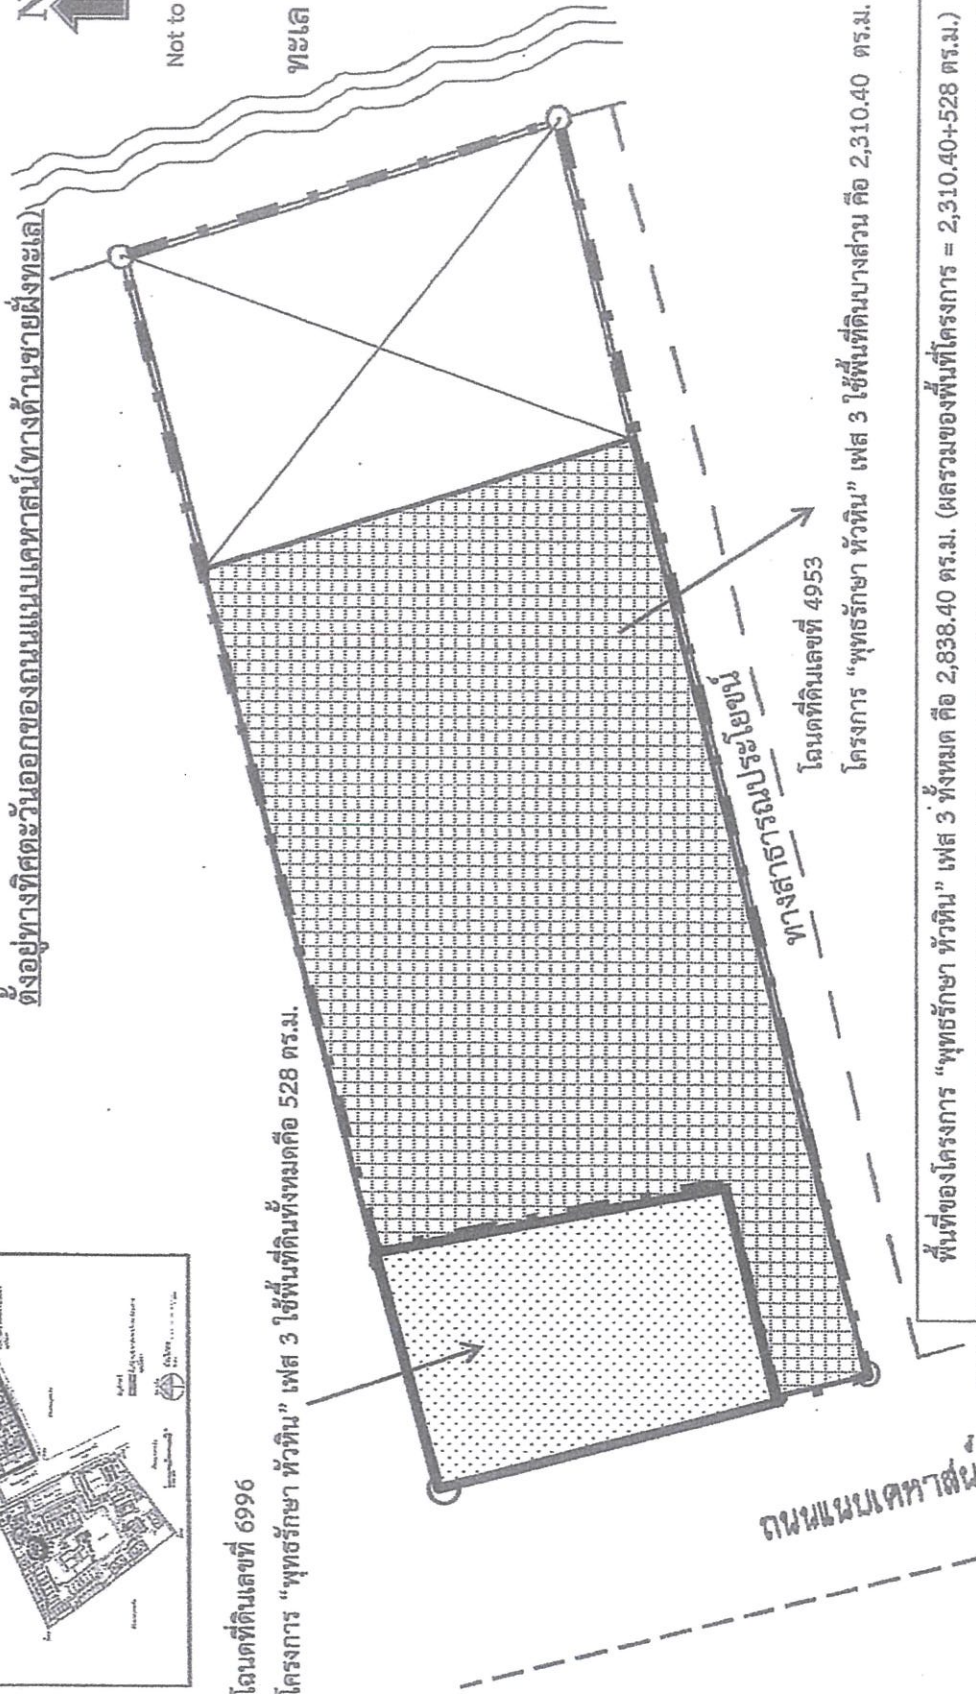 ตั้งอยู่ทางทิศตะวันออกของถนนแนบเคหาสน์(ทางด้านชายฝั่งทะเล)
N
Not to
ทะเล
โฉนดที่ดินเลขที่ 6996
โครงการ “พุทธรักษา หัวหิน” เฟส 3 ใช้พื้นที่ดินทั้งหมดคือ 528 ตร.ม.
ทางสาธารณประโยชน์
โฉนดที่ดินเลขที่ 4953
โครงการ “พุทธรักษา หัวหิน” เฟส 3 ใช้พื้นที่ดินบางส่วน คือ 2,310.40 ตร.ม.
ถนนแนบเคหาสน์
พื้นที่ของโครงการ “พุทธรักษา หัวหิน” เฟส 3 ทั้งหมด คือ 2,838.40 ตร.ม. (ผลรวมของพื้นที่โครงการ = 2,310.40+528 ตร.ม.)